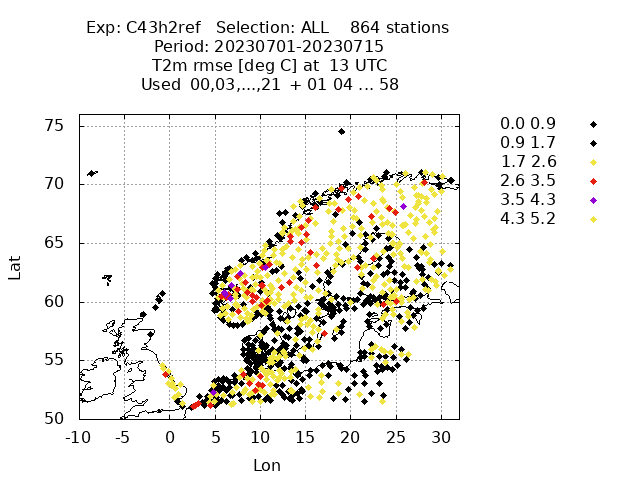 Exp: C43h2ref   Selection: ALL    864 stations
Period: 20230701-20230715
T2m rmse [deg C] at  13 UTC
Used  00,03,...,21  + 01 04 ... 58
75
70
65
60
55
50
Lat
-10 -5 0 5 10 15 20 25 30
Lon
0.0 0.9
0.9 1.7
1.7 2.6
2.6 3.5
3.5 4.3
4.3 5.2